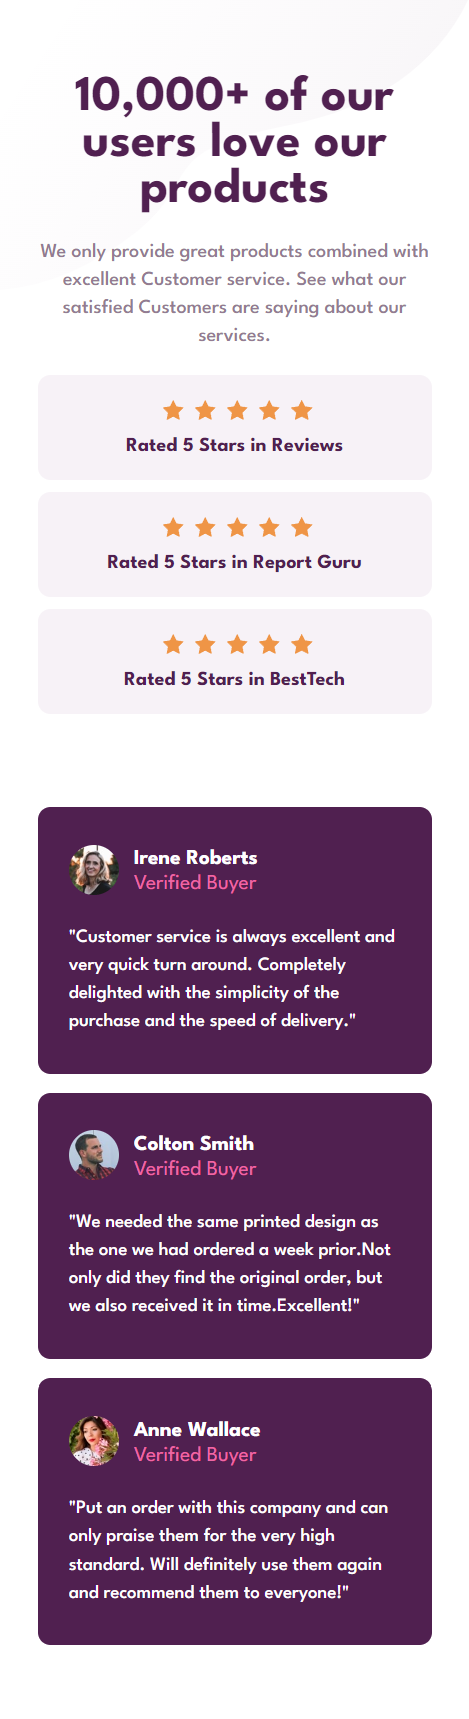 10,000+ of our
users love our
products
We only provide great products combined with
excellent Customer service. See what our
satisfied Customers are saying about our
services.
Rated 5 Stars in Reviews
Rated 5 Stars in Report Guru
Rated 5 Stars in BestTech
Irene Roberts
Verified Buyer
"Customer service is always excellent and
very quick turn around. Completely
delighted with the simplicity of the
purchase and the speed of delivery."
Colton Smith
Verified Buyer
"We needed the same printed design as
the one we had ordered a week prior.Not
only did they find the original order, but
we also received it in time.Excellent!"
Anne Wallace
Verified Buyer
"Put an order with this company and can
only praise them for the very high
standard. Will definitely use them again
and recommend them to everyone!"